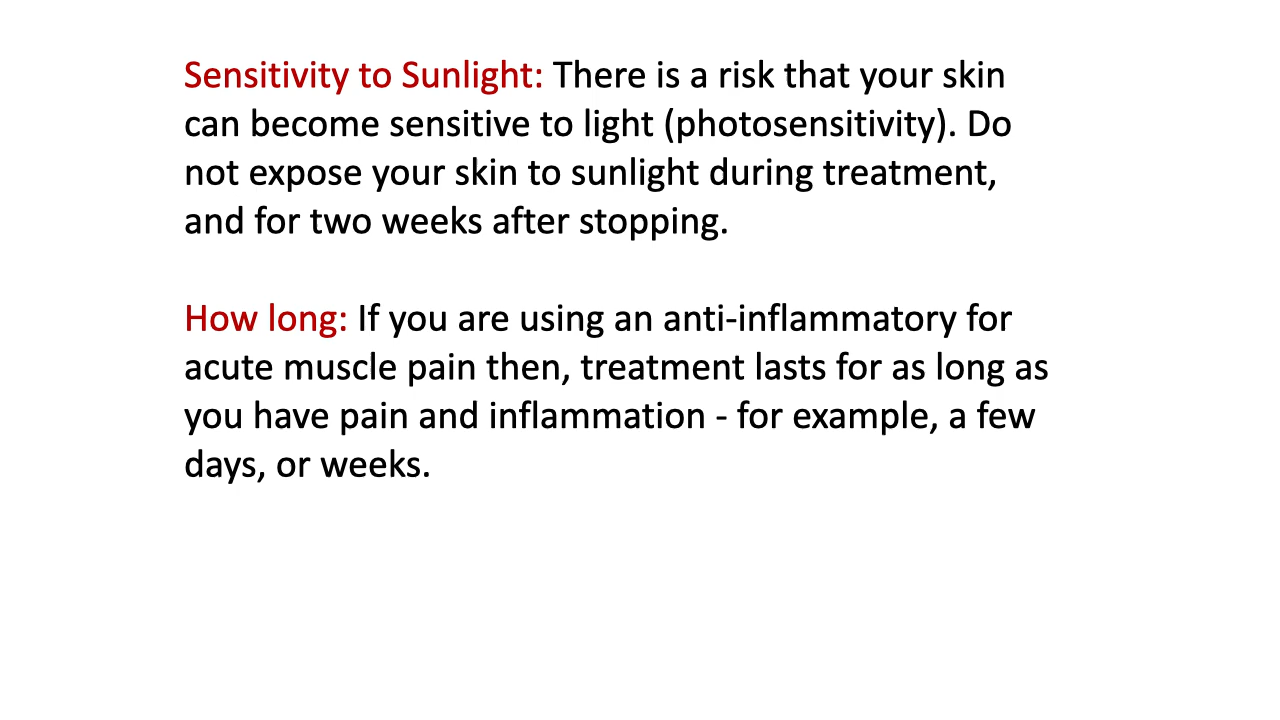 Sensitivity to Sunlight: There is a risk that your skin
can become sensitive to light (photosensitivity). Do
not expose your skin to sunlight during treatment,
and for two weeks after stopping.
How long: If you are using an anti-inflammatory for
acute muscle pain then, treatment lasts for as long as
you have pain and inflammation - for example, a few
days, or weeks.